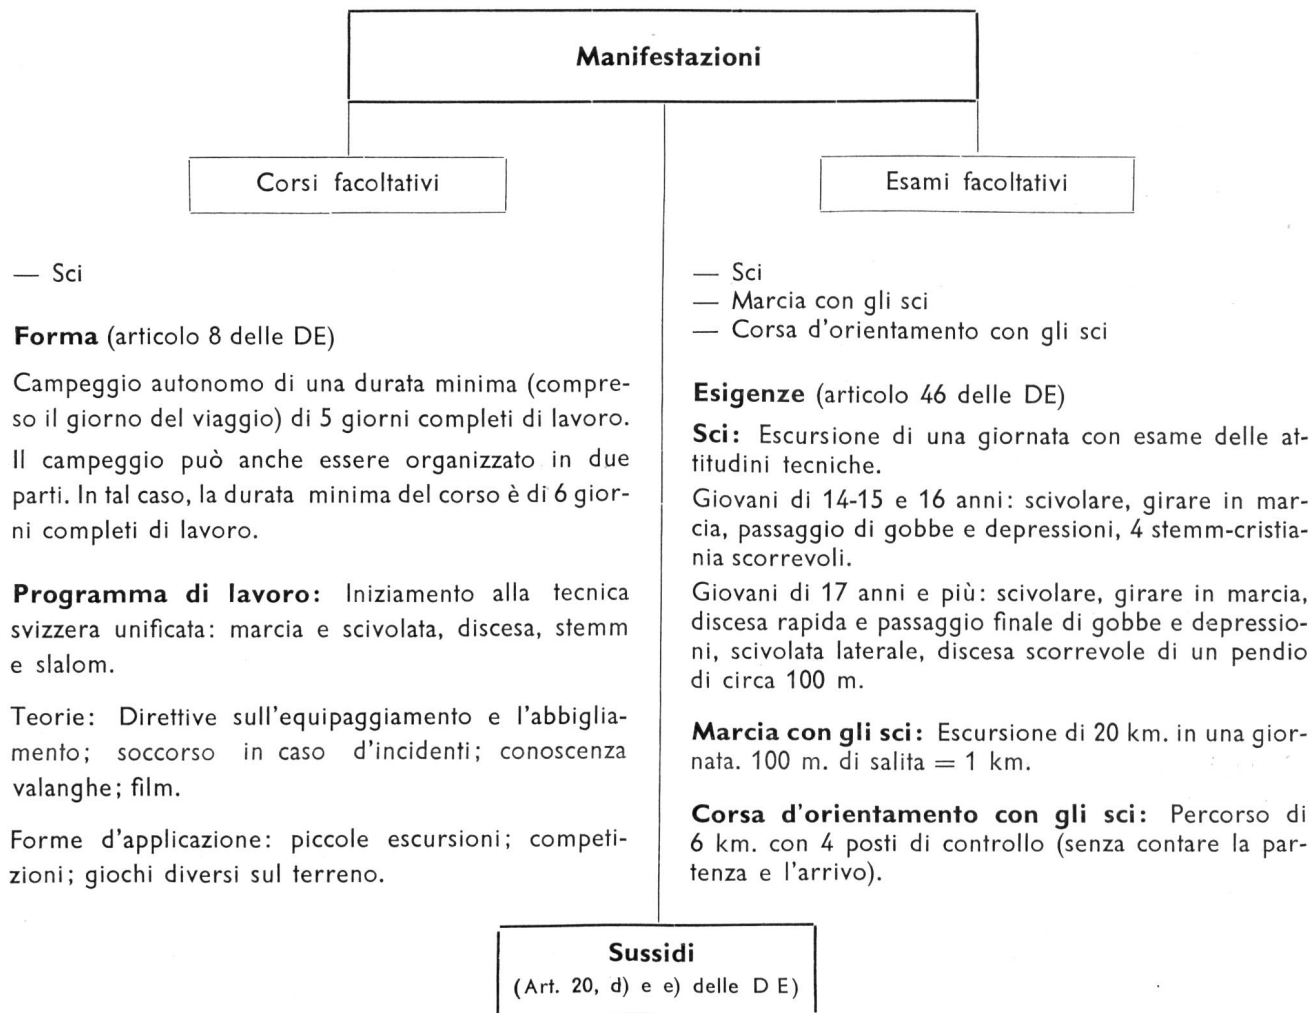 Manifestazioni
Corsi facoltativi
— Sci
Forma (articolo 8 delle DE)
Campeggio autonomo di una durata minima (compre-
so il giorno del viaggio) di 5 giorni completi di lavoro.
Il campeggio può anche essere organizzato in due
parti. In tal caso, la durata minima del corso è di 6 gior-
ni completi di lavoro.
Programma di lavoro: Iniziamento alla tecnica
svizzera unificata: marcia e scivolata, discesa, stemm
e slalom.
Teorie: Direttive sull'equipaggiamento e l'abbiglia-
mento; soccorso in caso d'incidenti; conoscenza
valanghe; film.
Forme d'applicazione: piccole escursioni; competi-
zioni; giochi diversi sul terreno.
Esami facoltativi
— Sci
— Marcia con gli sci
— Corsa d'orientamento con gli sci
Esigenze (articolo 46 delle DE)
Sci: Escursione di una giornata con esame delle at-
titudini tecniche.
Giovani di 14-15 e 16 anni: scivolare, girare in mar-
cia, passaggio di gobbe e depressioni, 4 stemm-cristia-
nia scorrevoli.
Giovani di 17 anni e più: scivolare, girare in marcia,
discesa rapida e passaggio finale di gobbe e depressio-
ni, scivolata laterale, discesa scorrevole di un pendio
di circa 100 m.
Marcia con gli sci: Escursione di 20 km. in una gior-
nata. 100 m. di salita = 1 km.
Corsa d'orientamento con gli sci: Percorso di
6 km. con 4 posti di controllo (senza contare la par-
tenza e l'arrivo).
Sussidi
(Art. 20, d) e e) delle D E)